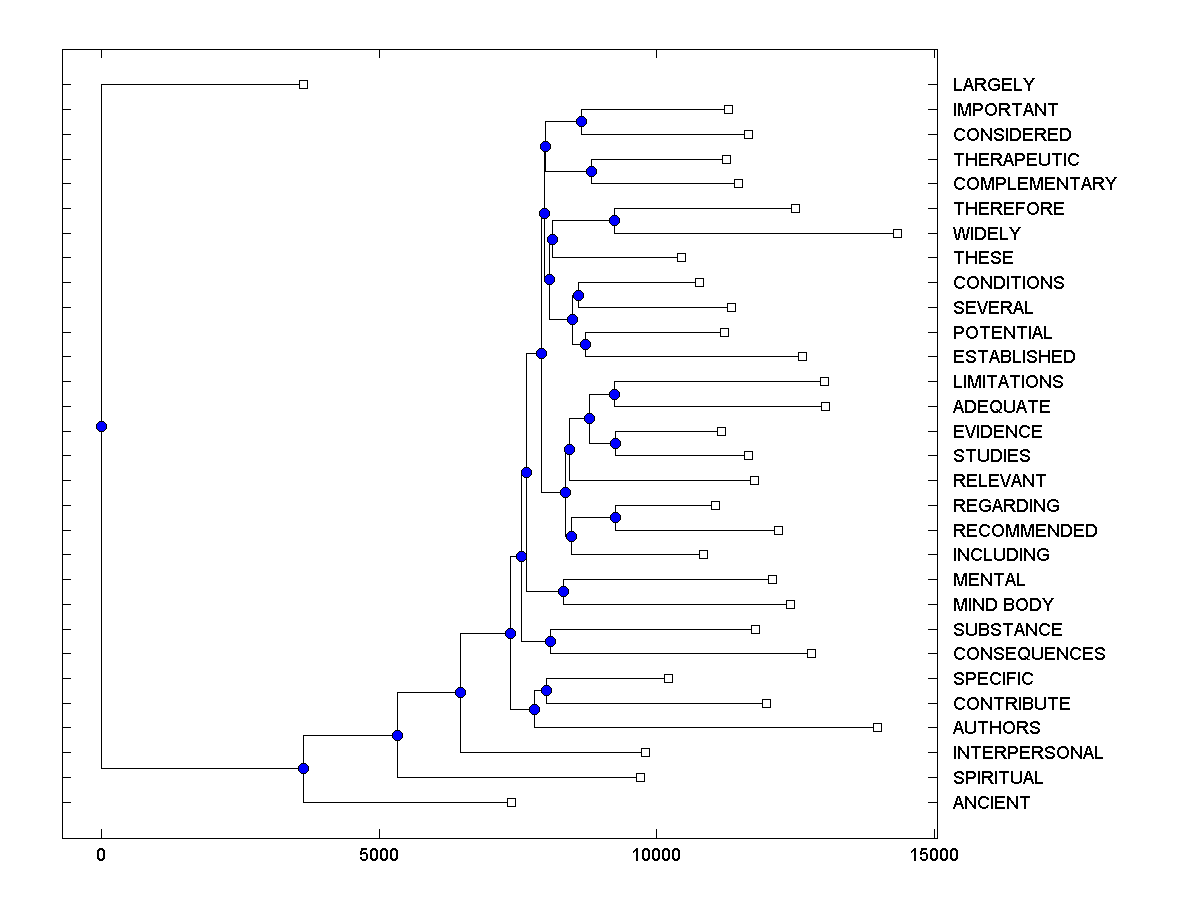 LARGELY
IMPORTANT
CONSIDERED
THERAPEUTIC
COMPLEMENTARY
THEREFORE
WIDELY
THESE
CONDITIONS
SEVERAL
POTENTIAL
ESTABLISHED
LIMITATIONS
ADEQUATE
EVIDENCE
STUDIES
RELEVANT
REGARDING
RECOMMENDED
INCLUDING
MENTAL
MIND BODY
SUBSTANCE
CONSEQUENCES
SPECIFIC
CONTRIBUTE
AUTHORS
INTERPERSONAL
SPIRITUAL
ANCIENT
0 5000 10000 15000